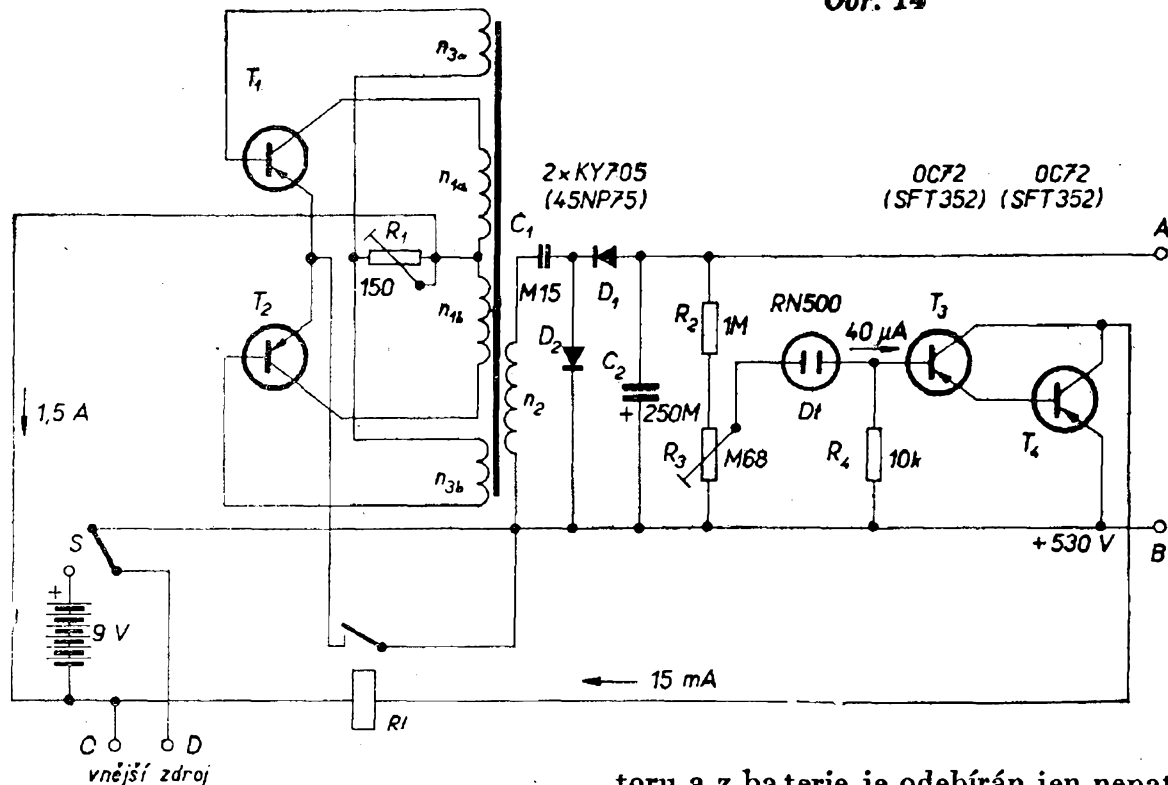 Obr. 14
n3a
T1
n1a
2×KY705
(45NP75)
OC72 OC72
(SFT352) (SFT352)
R1
150
C1
M15
D1
A
T2
n1b
D2
R2
1M
RN500
40 μA
T3
C2
+ 250M
Dt
T4
1,5 A
n2
R3
M68
R4
10k
n3b
S
+530 V
B
+
9 V
15 mA
Rl
C D
vnější zdroj
toru a z baterie je odebírán jen nepat